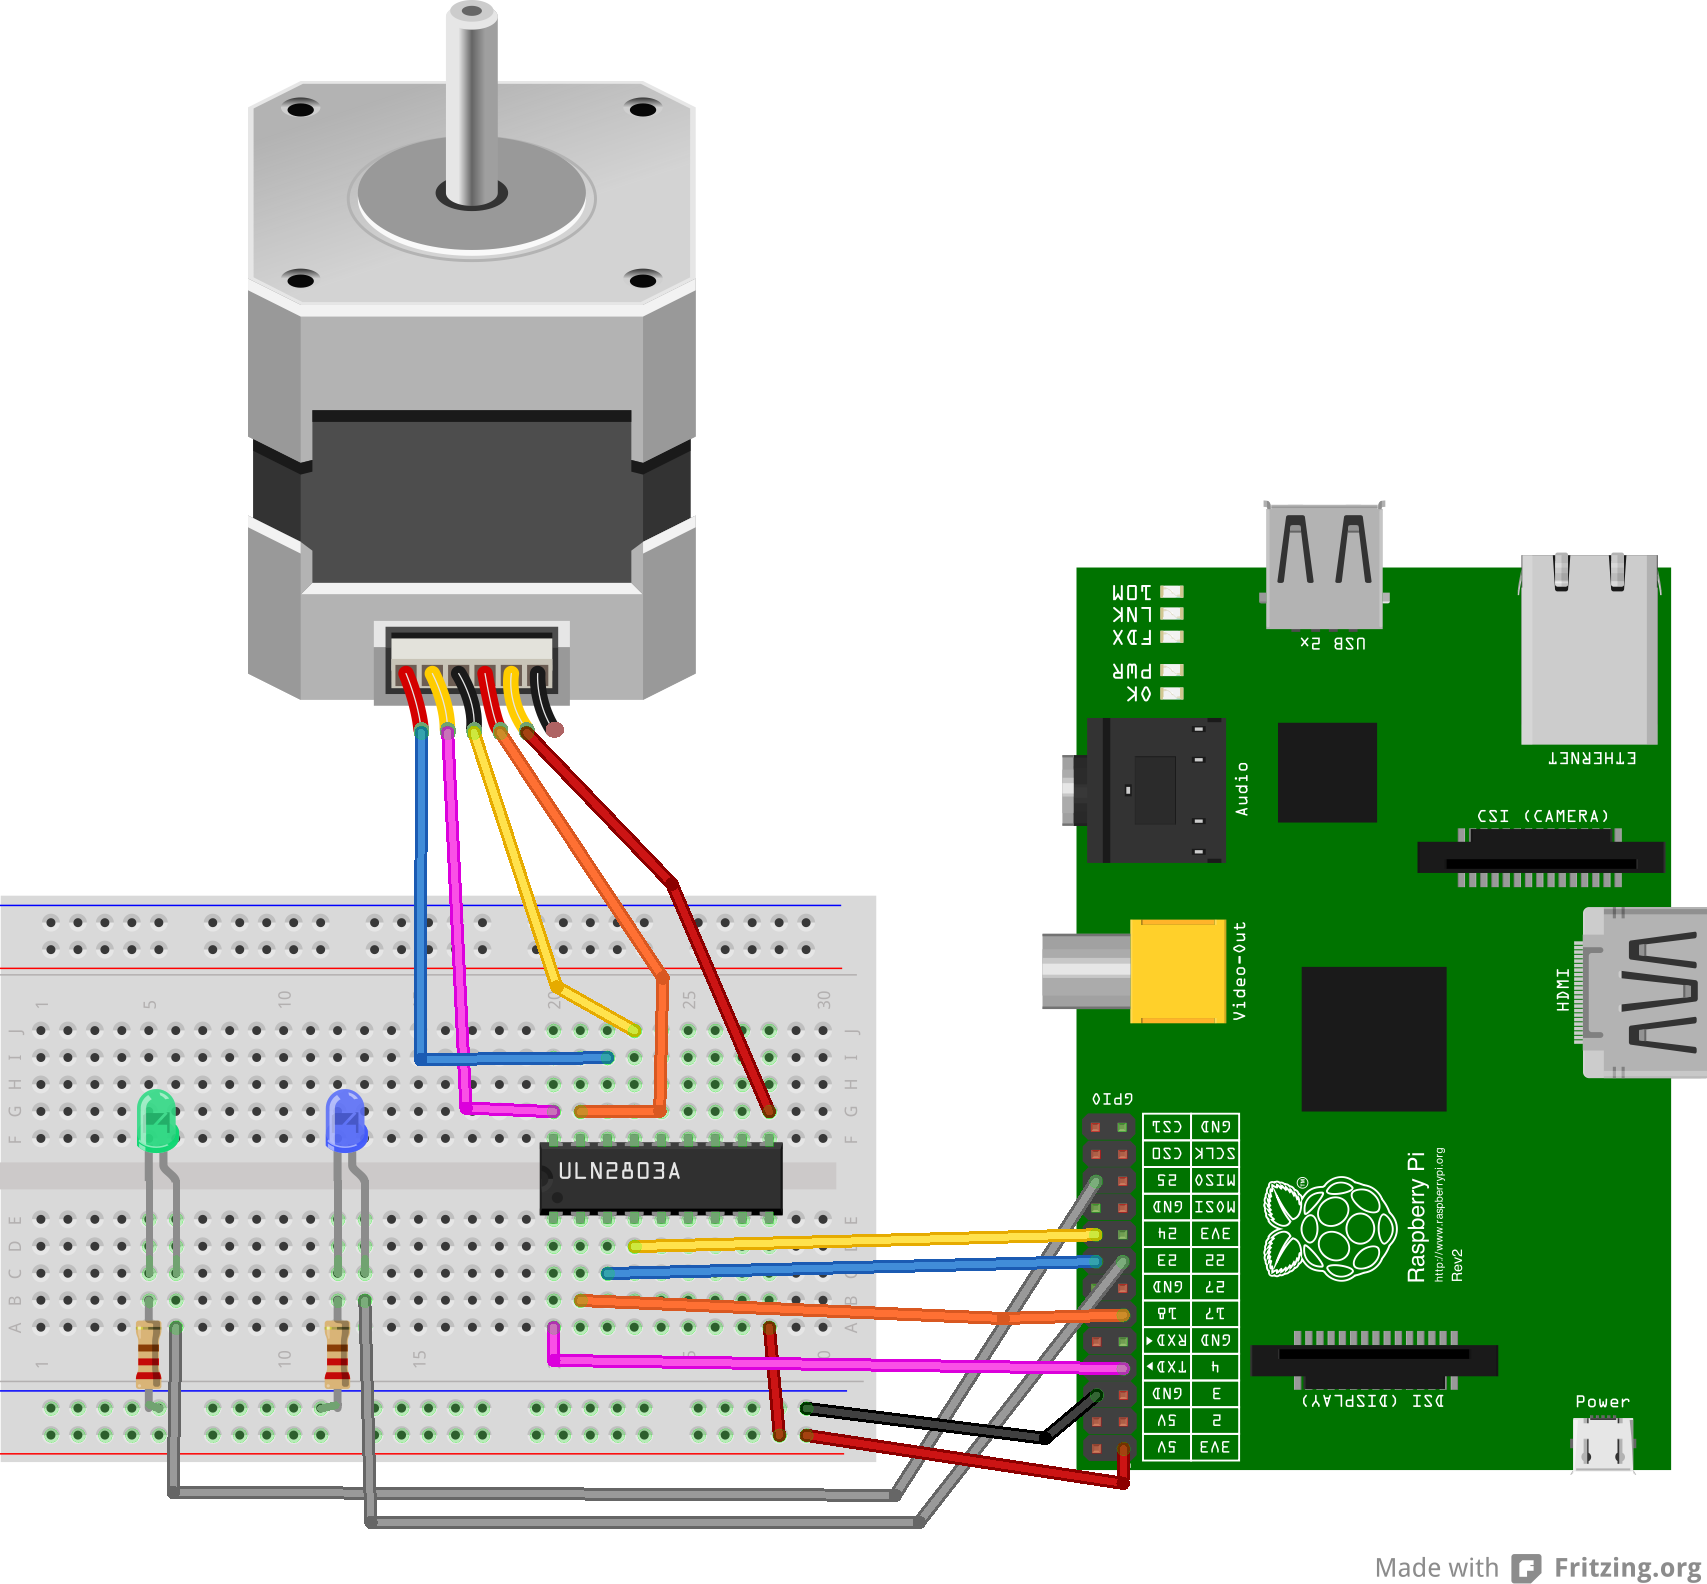 10M
LNK
FDX
PWR
OK
USB 2x
ETHERNET
Audio
CSI (CAMERA)
Video-Out
HDMI
1 5 10 20 25 30
J J
I I
H H
G G
F F
ULN2803A
E E
D
C
B B
A A
1 10 15
GPIO
CS1 GND
CS0 SCLK
25 MISO
GND MOSI
24 3V3
23 22
GND 27
18 17
RXD GND
TXD 4
GND 3
5V 2
5V 3V3
Raspberry Pi
http://www.raspberrypi.org
Rev2
TM
DSI (DISPLAY)
Power
Made with Fritzing.org